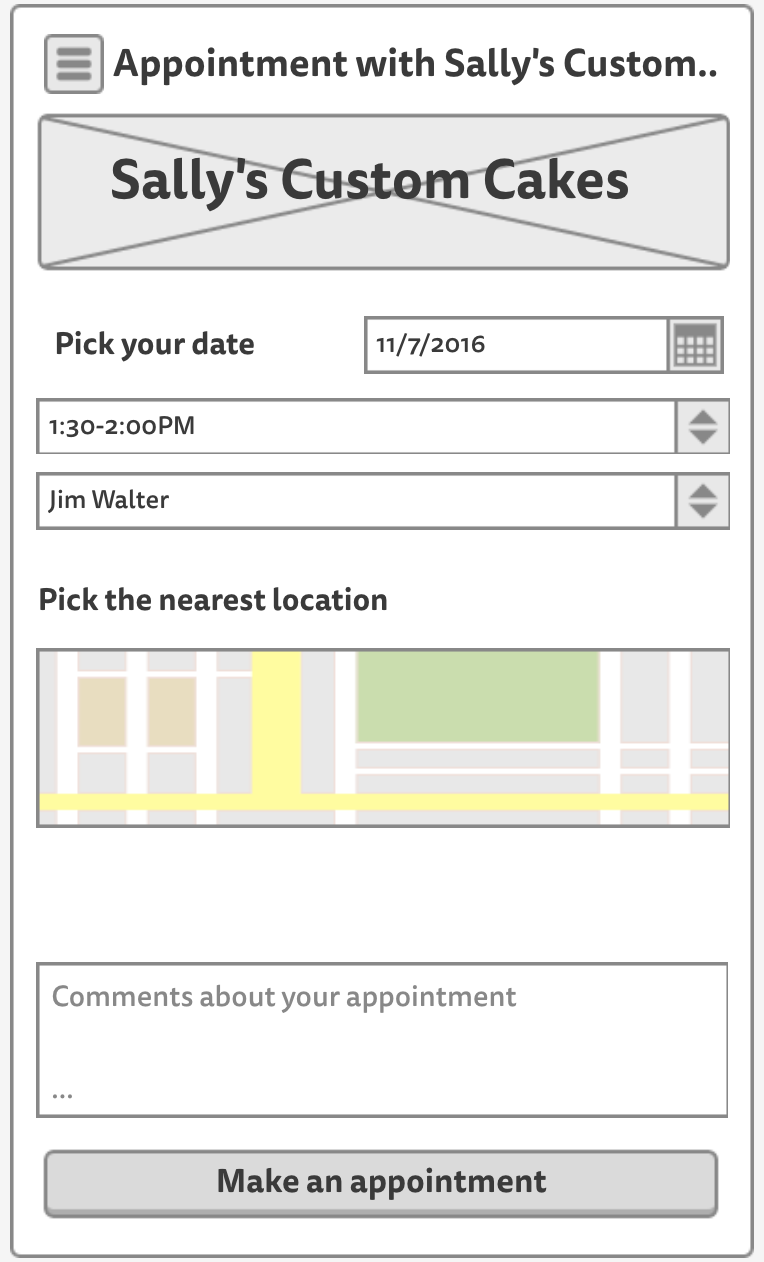 Appointment with Sally's Custom..
Sally's Custom Cakes
Pick your date
11/7/2016
1:30-2:00PM
Jim Walter
Pick the nearest location
Comments about your appointment
...
Make an appointment